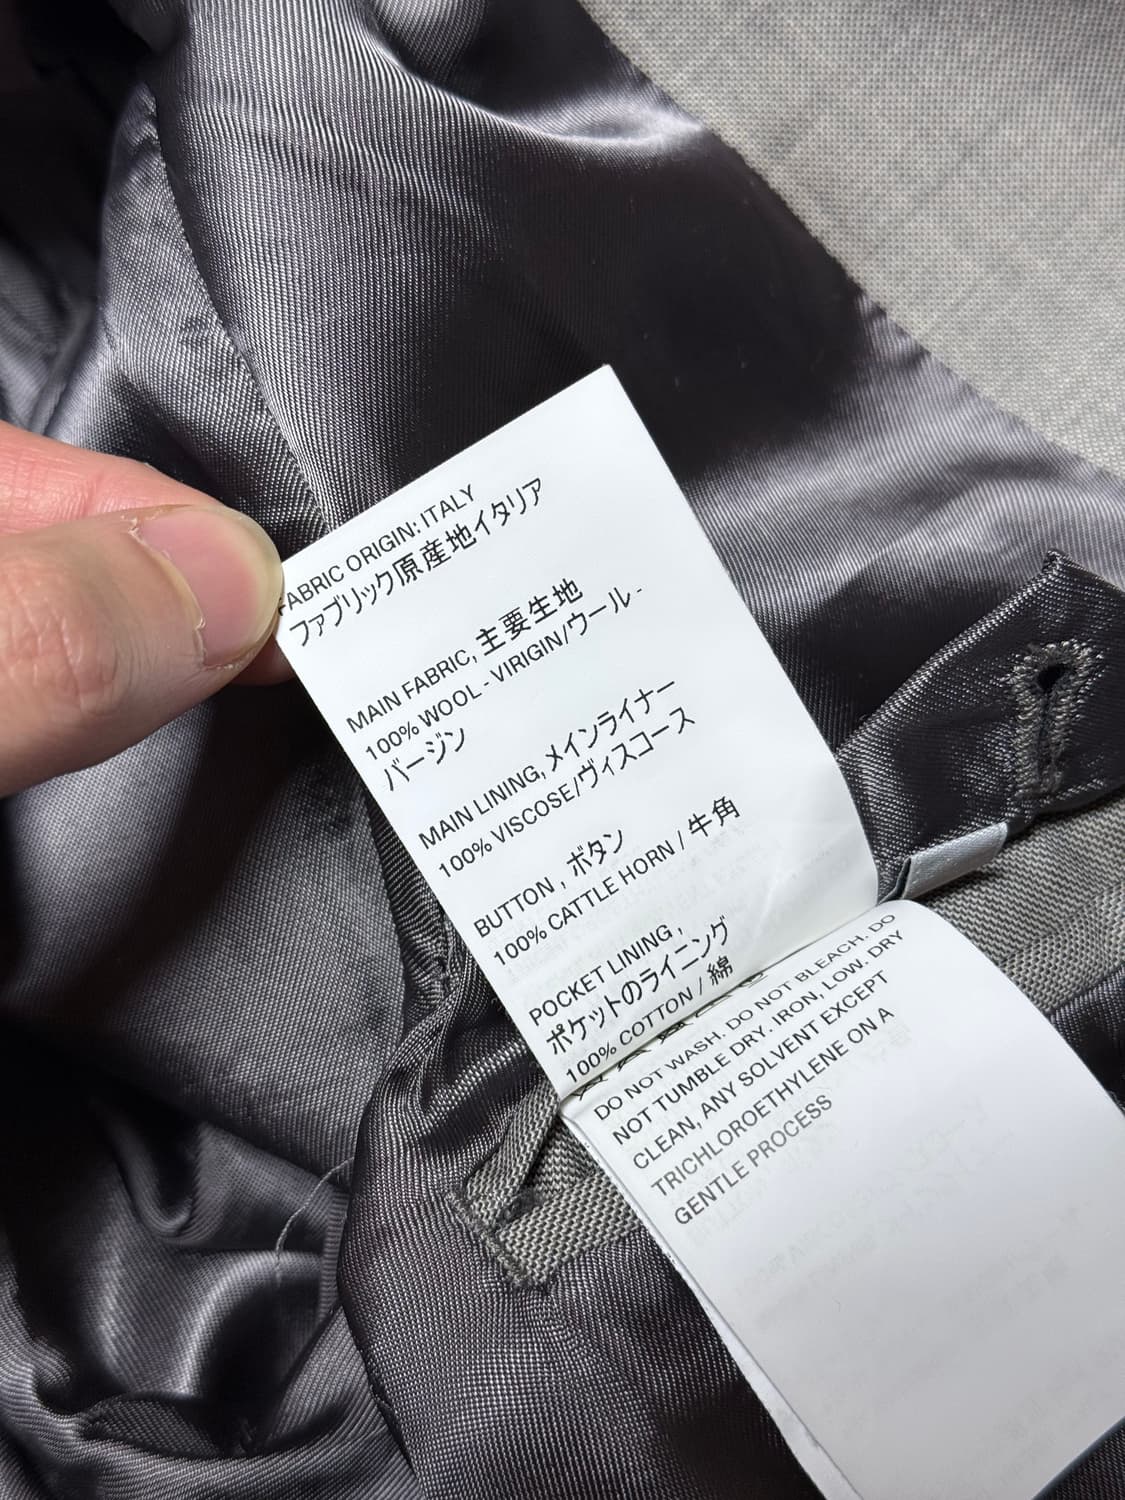 FABRIC ORIGIN: ITALY
ファブリック原産地イタリア
MAIN FABRIC, 主要生地
100% WOOL - VIRIGIN/ウール -
バージン
MAIN LINING, メインライナー
100% VISCOSE/ヴィスコース
BUTTON , ボタン
100% CATTLE HORN / 牛角
POCKET LINING ,
ポケットのライニング
100% COTTON / 綿
DO NOT WASH. DO NOT BLEACH. DO
NOT TUMBLE DRY. IRON, LOW. DRY
CLEAN, ANY SOLVENT EXCEPT
TRICHLOROETHYLENE ON A
GENTLE PROCESS